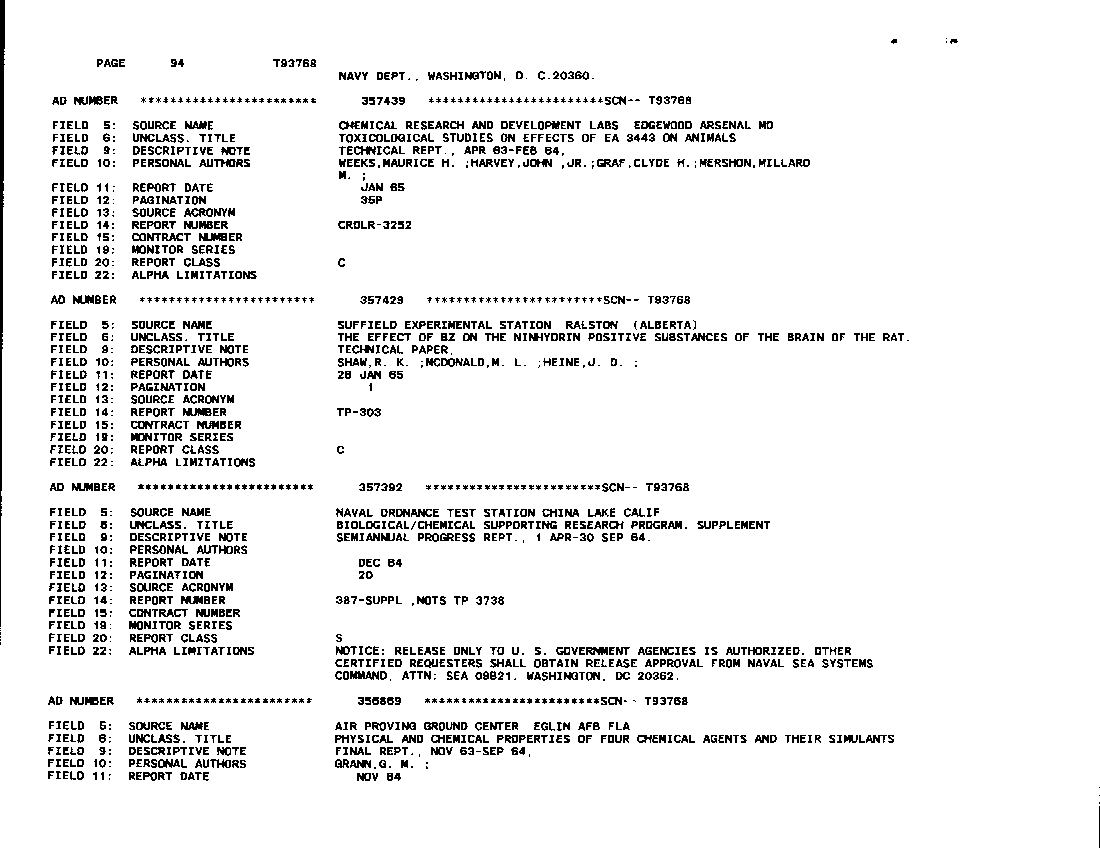 PAGE 94 T93768
NAVY DEPT., WASHINGTON, D. C.20360.
AD NUMBER ************************ 357439 ************************SCN-- T93768
FIELD 5: SOURCE NAME CHEMICAL RESEARCH AND DEVELOPMENT LABS EDGEWOOD ARSENAL MD
FIELD 6: UNCLASS. TITLE TOXICOLOGICAL STUDIES ON EFFECTS OF EA 3443 ON ANIMALS
FIELD 9: DESCRIPTIVE NOTE TECHNICAL REPT., APR 63-FEB 64,
FIELD 10: PERSONAL AUTHORS WEEKS,MAURICE H. ;HARVEY,JOHN ,JR.;GRAF,CLYDE H.;MERSHON,MILLARD
M. ;
FIELD 11: REPORT DATE JAN 65
FIELD 12: PAGINATION 35P
FIELD 13: SOURCE ACRONYM
FIELD 14: REPORT NUMBER CRDLR-3252
FIELD 15: CONTRACT NUMBER
FIELD 19: MONITOR SERIES
FIELD 20: REPORT CLASS C
FIELD 22: ALPHA LIMITATIONS
AD NUMBER ************************ 357429 ************************SCN-- T93768
FIELD 5: SOURCE NAME SUFFIELD EXPERIMENTAL STATION RALSTON (ALBERTA)
FIELD 6: UNCLASS. TITLE THE EFFECT OF BZ ON THE NINHYDRIN POSITIVE SUBSTANCES OF THE BRAIN OF THE RAT.
FIELD 9: DESCRIPTIVE NOTE TECHNICAL PAPER,
FIELD 10: PERSONAL AUTHORS SHAW,R. K. ;MCDONALD,M. L. ;HEINE,J. D. ;
FIELD 11: REPORT DATE 28 JAN 65
FIELD 12: PAGINATION 1
FIELD 13: SOURCE ACRONYM
FIELD 14: REPORT NUMBER TP-303
FIELD 15: CONTRACT NUMBER
FIELD 19: MONITOR SERIES
FIELD 20: REPORT CLASS C
FIELD 22: ALPHA LIMITATIONS
AD NUMBER ************************ 357392 ************************SCN-- T93768
FIELD 5: SOURCE NAME NAVAL ORDNANCE TEST STATION CHINA LAKE CALIF
FIELD 6: UNCLASS. TITLE BIOLOGICAL/CHEMICAL SUPPORTING RESEARCH PROGRAM. SUPPLEMENT
FIELD 9: DESCRIPTIVE NOTE SEMIANNUAL PROGRESS REPT., 1 APR-30 SEP 64.
FIELD 10: PERSONAL AUTHORS
FIELD 11: REPORT DATE DEC 64
FIELD 12: PAGINATION 20
FIELD 13: SOURCE ACRONYM
FIELD 14: REPORT NUMBER 387-SUPPL ,NOTS TP 3738
FIELD 15: CONTRACT NUMBER
FIELD 19: MONITOR SERIES
FIELD 20: REPORT CLASS S
FIELD 22: ALPHA LIMITATIONS NOTICE: RELEASE ONLY TO U. S. GOVERNMENT AGENCIES IS AUTHORIZED. OTHER
CERTIFIED REQUESTERS SHALL OBTAIN RELEASE APPROVAL FROM NAVAL SEA SYSTEMS
COMMAND, ATTN: SEA 09B21. WASHINGTON, DC 20362.
AD NUMBER ************************ 356869 ************************SCN-- T93768
FIELD 5: SOURCE NAME AIR PROVING GROUND CENTER EGLIN AFB FLA
FIELD 6: UNCLASS. TITLE PHYSICAL AND CHEMICAL PROPERTIES OF FOUR CHEMICAL AGENTS AND THEIR SIMULANTS
FIELD 9: DESCRIPTIVE NOTE FINAL REPT., NOV 63-SEP 64,
FIELD 10: PERSONAL AUTHORS GRANN,G. M. ;
FIELD 11: REPORT DATE NOV 64